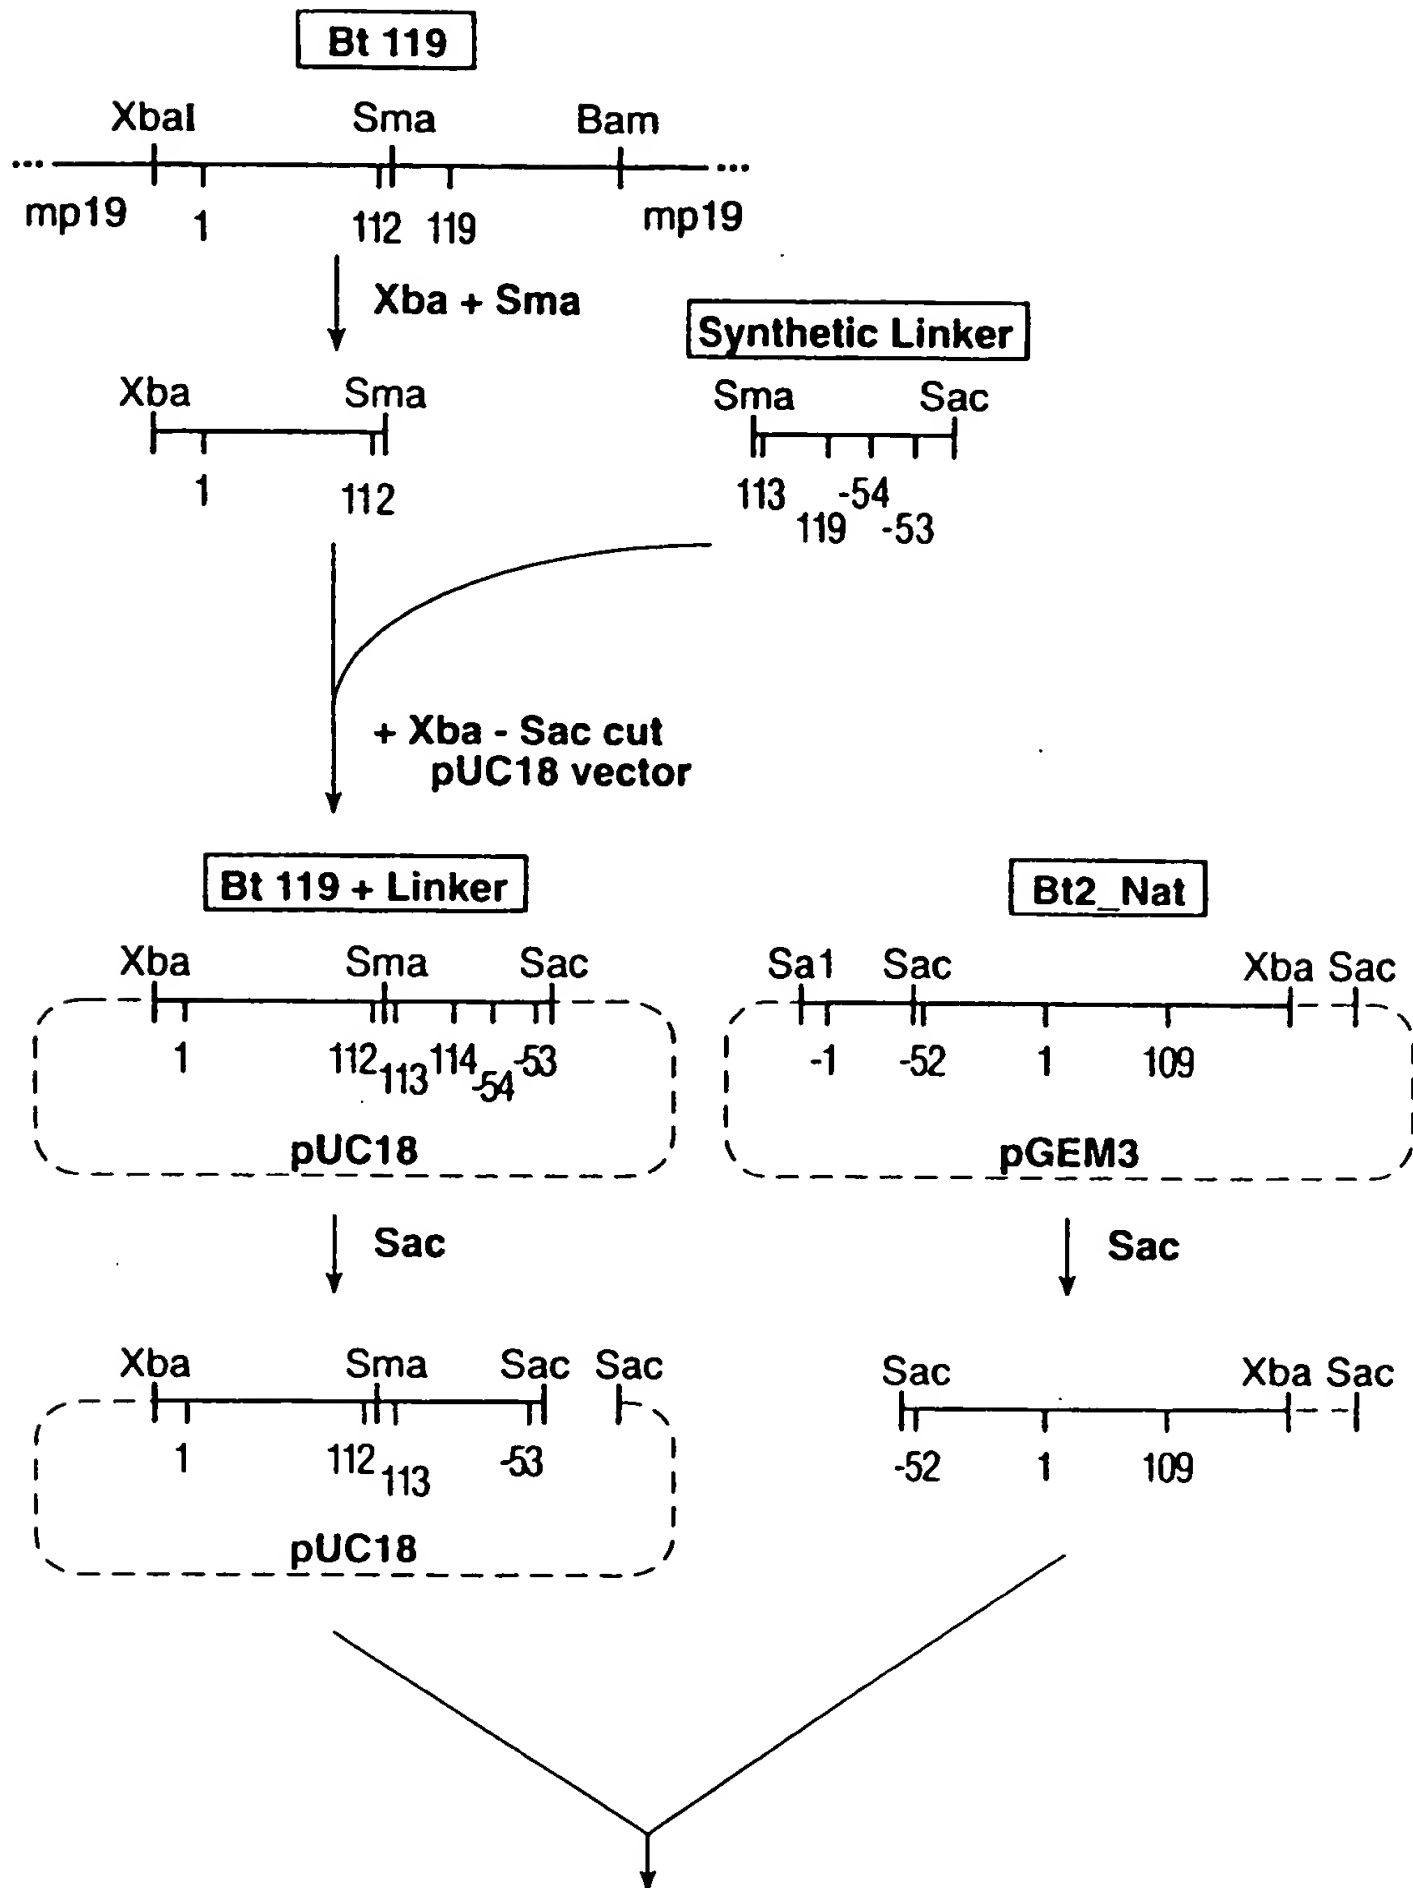 Bt 119
XbaI Sma Bam
... ...
mp19 1 112 119 mp19
Xba + Sma
Synthetic Linker
Xba Sma Sma Sac
1 112 113 119 -54 -53
+ Xba - Sac cut
pUC18 vector
Bt 119 + Linker Bt2_Nat
Xba Sma Sac Sa1 Sac Xba Sac
1 112 113 114 -54 -53 -1 -52 1 109
pUC18 pGEM3
Sac Sac
Xba Sma Sac Sac Sac Xba Sac
1 112 113 -53 -52 1 109
pUC18